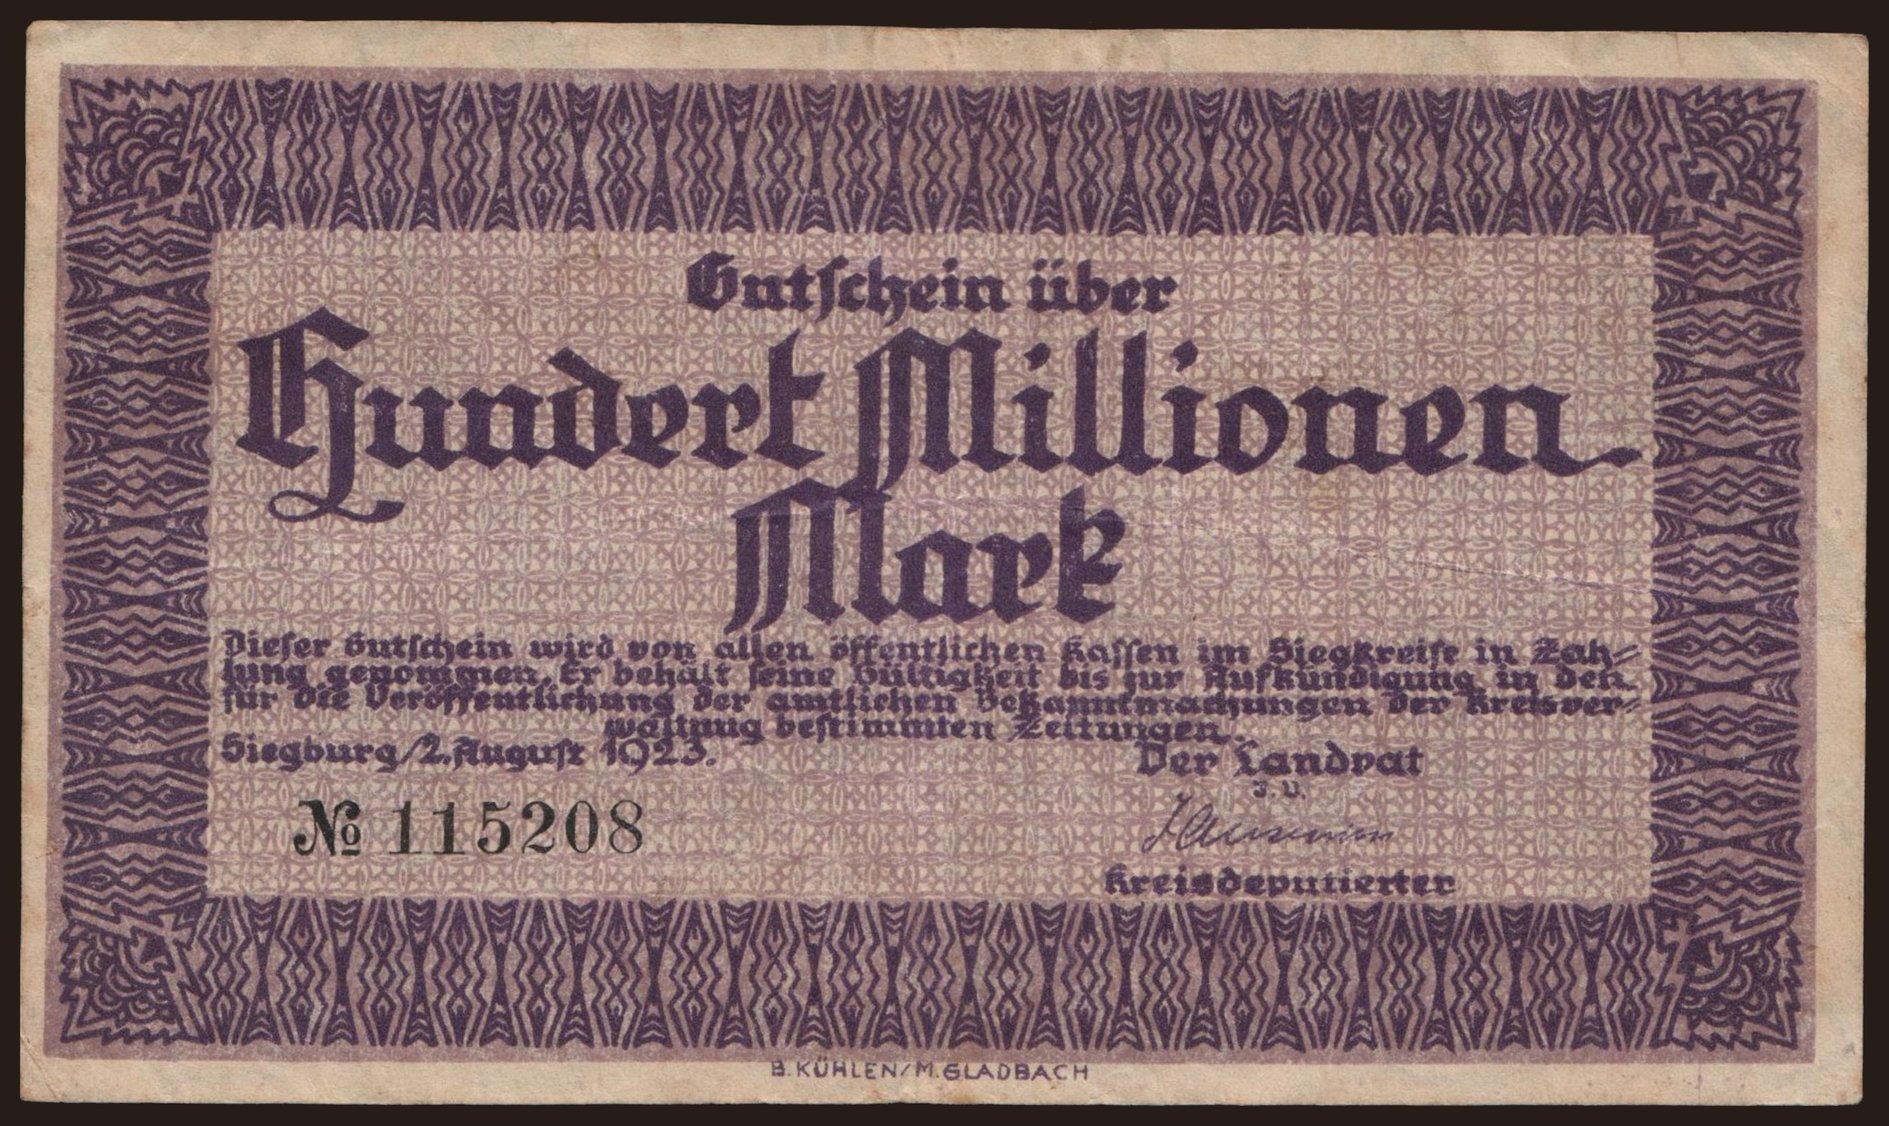 Gutschein über
Hundert Millionen
Mark
Dieser Gutschein wird von allen öffentlichen Kassen im Siegkreise in Zah-
lung genommen. Er behält seine Gültigkeit bis zur Aufkündigung in den
für die Veröffentlichung der amtlichen Bekanntmachungen der Kreisver-
waltung bestimmten Zeitungen.
Siegburg/2. August 1923.
Der Landrat
J. V.
Kreisdeputierter
№ 115208
B. KÜHLEN/M. GLADBACH